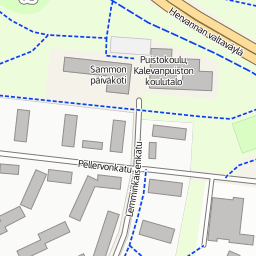 Hervannan valtaväylä
Puistokoulu,
Kalevanpuiston
koulutalo
Sammon
päiväkoti
Pellervonkatu
Lemminkäisenkatu